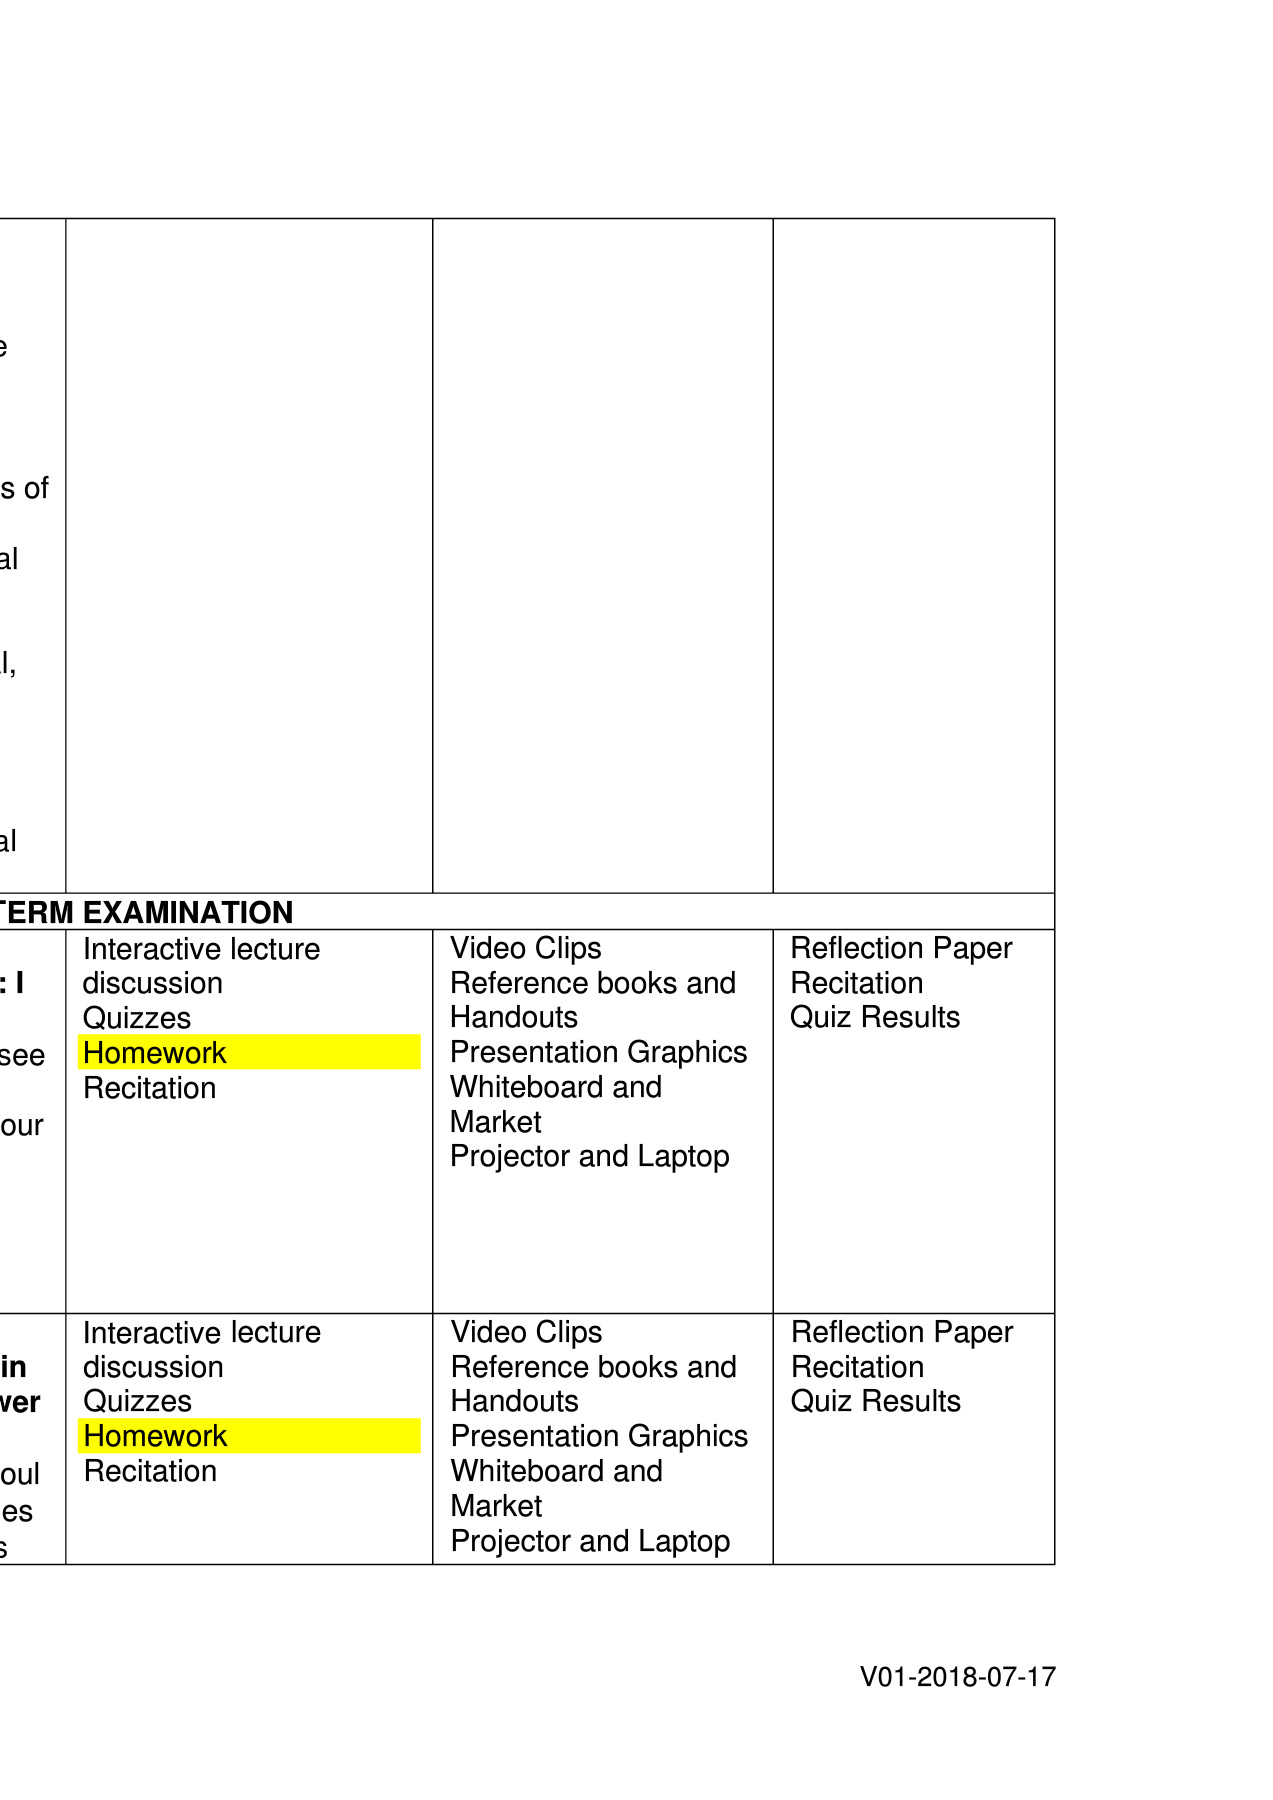 e
s of
al
l,
al
TERM EXAMINATION
: I
see
our
Interactive lecture
discussion
Quizzes
Homework
Recitation
Video Clips
Reference books and
Handouts
Presentation Graphics
Whiteboard and
Market
Projector and Laptop
Reflection Paper
Recitation
Quiz Results
in
wer
oul
es
s
Interactive lecture
discussion
Quizzes
Homework
Recitation
Video Clips
Reference books and
Handouts
Presentation Graphics
Whiteboard and
Market
Projector and Laptop
Reflection Paper
Recitation
Quiz Results
V01-2018-07-17